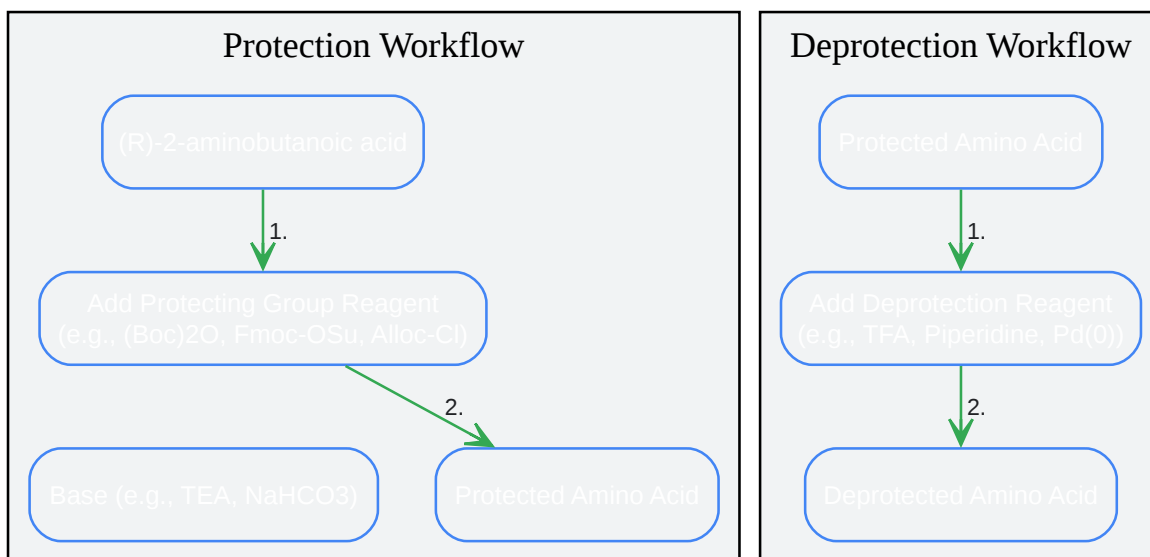 Protection Workflow
(R)-2-aminobutanoic acid
1.
Add Protecting Group Reagent
(e.g., (Boc)2O, Fmoc-OSu, Alloc-Cl)
2.
Base (e.g., TEA, NaHCO3)
Protected Amino Acid
Deprotection Workflow
Protected Amino Acid
1.
Add Deprotection Reagent
(e.g., TFA, Piperidine, Pd(0))
2.
Deprotected Amino Acid